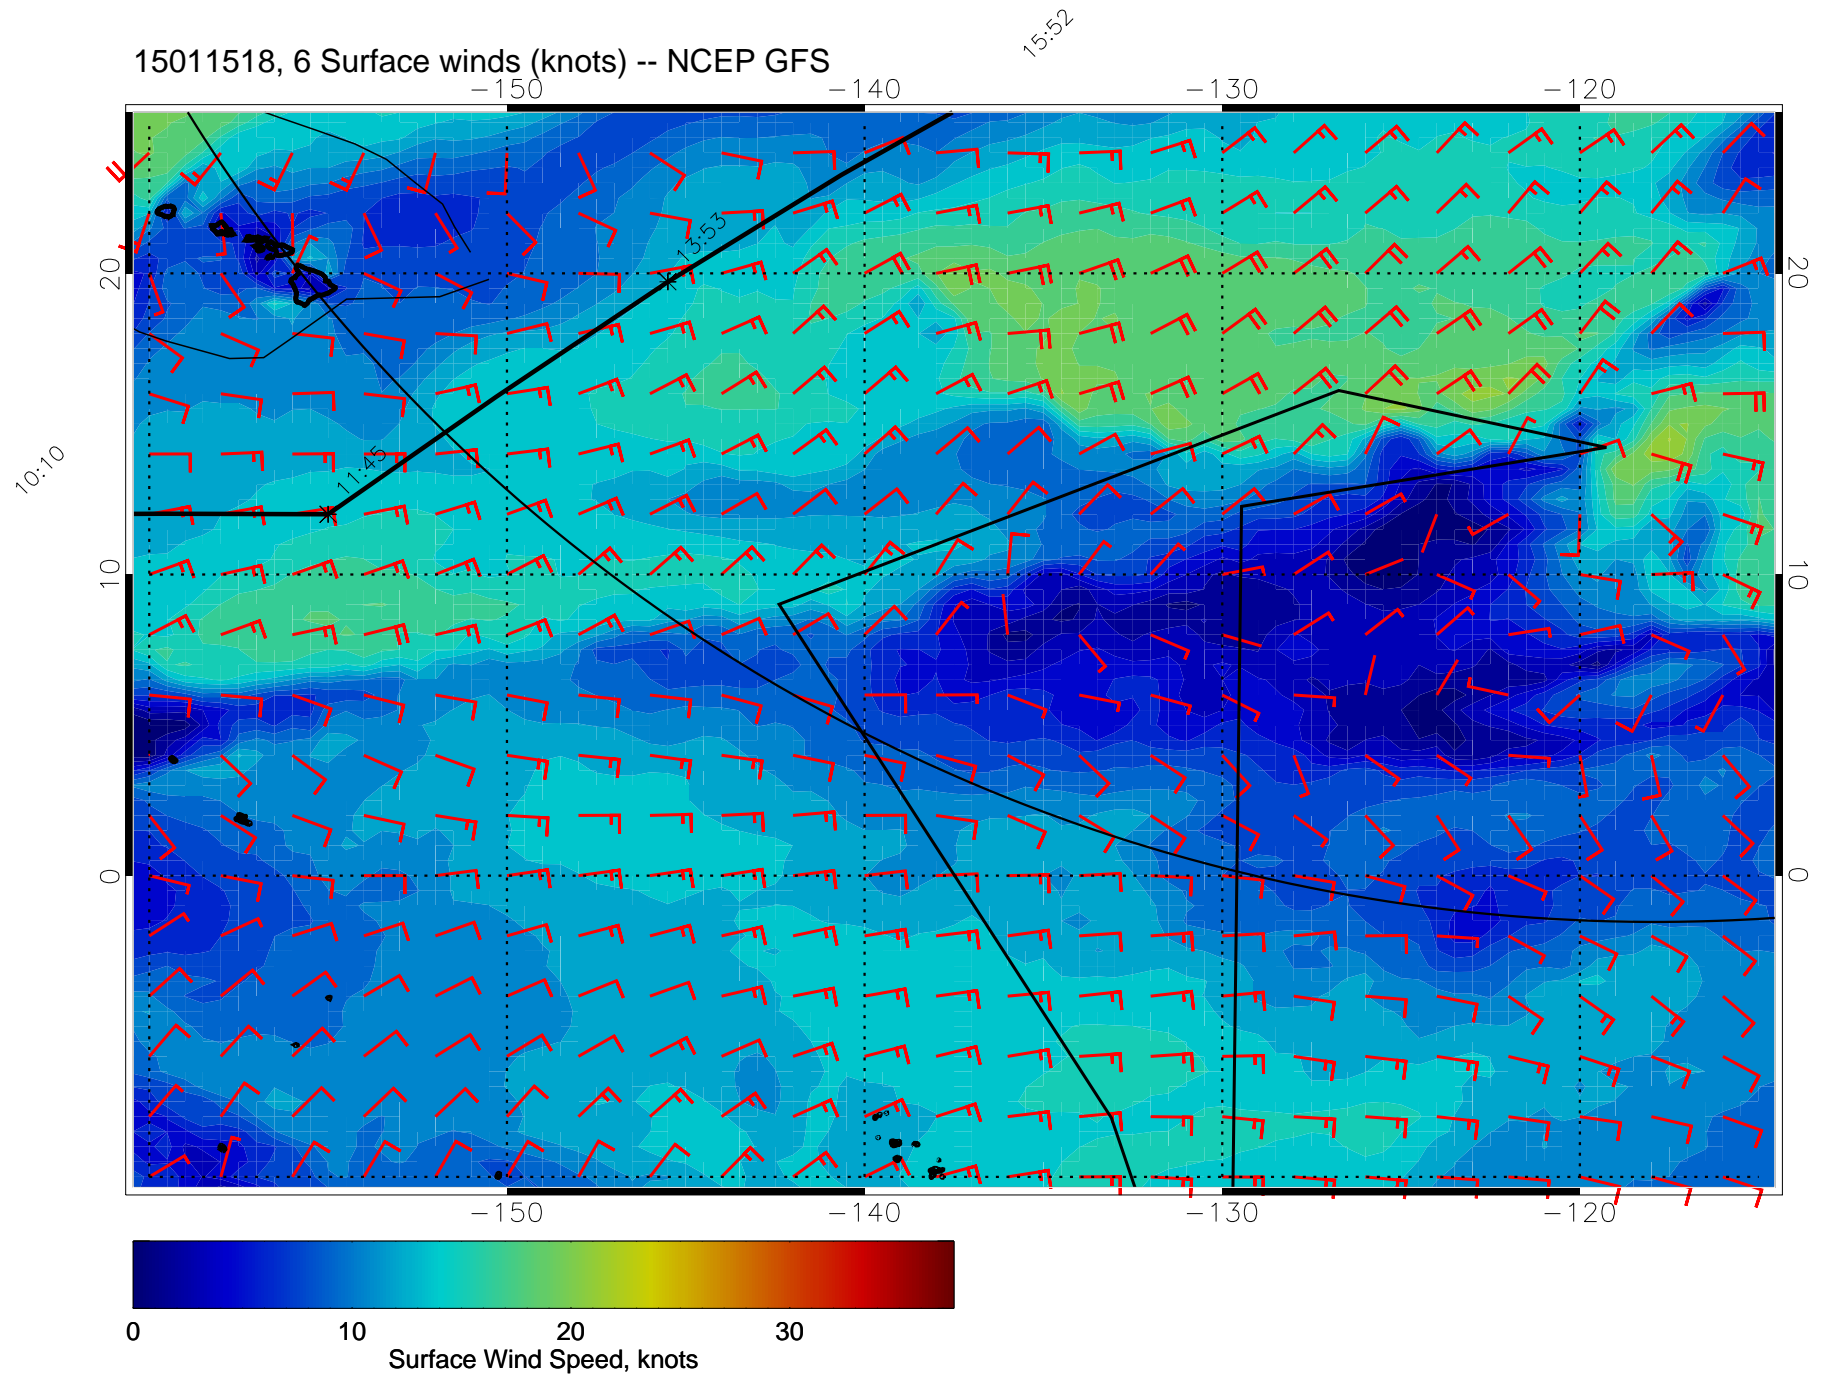 15:52
15011518, 6 Surface winds (knots) -- NCEP GFS
-150 -140 -130 -120
13:53
20 20
11:45
10:10
10 10
0 0
-150 -140 -130 -120
0 10 20 30
Surface Wind Speed, knots